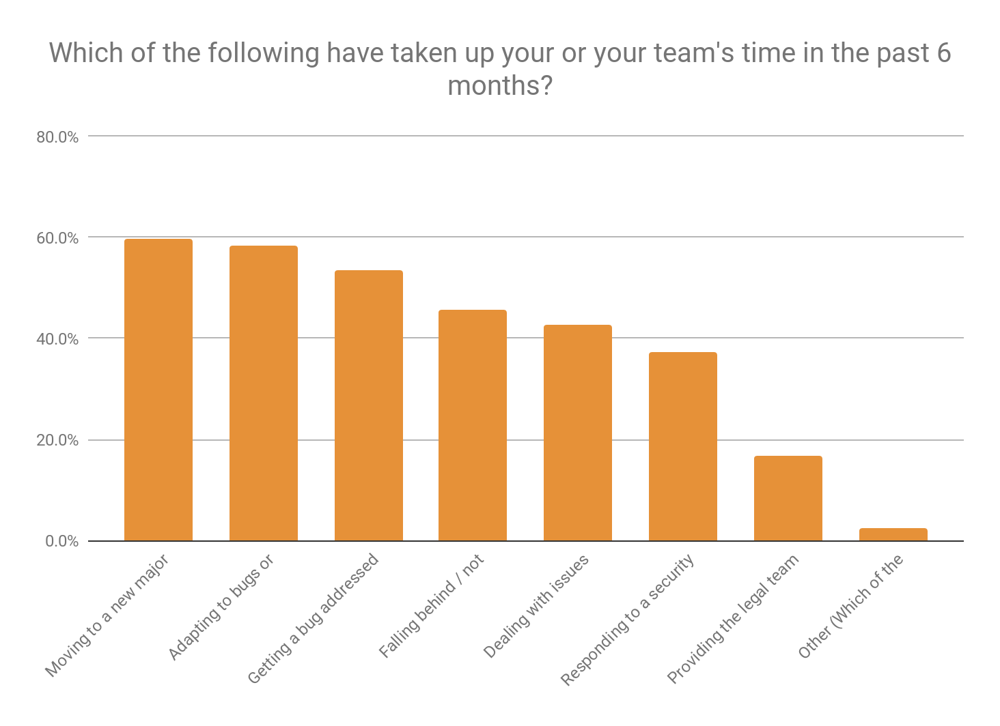 Which of the following have taken up your or your team's time in the past 6
months?
80.0%
60.0%
40.0%
20.0%
0.0%
Moving to a new major
Adapting to bugs or
Getting a bug addressed
Falling behind / not
Dealing with issues
Responding to a security
Providing the legal team
Other (Which of the